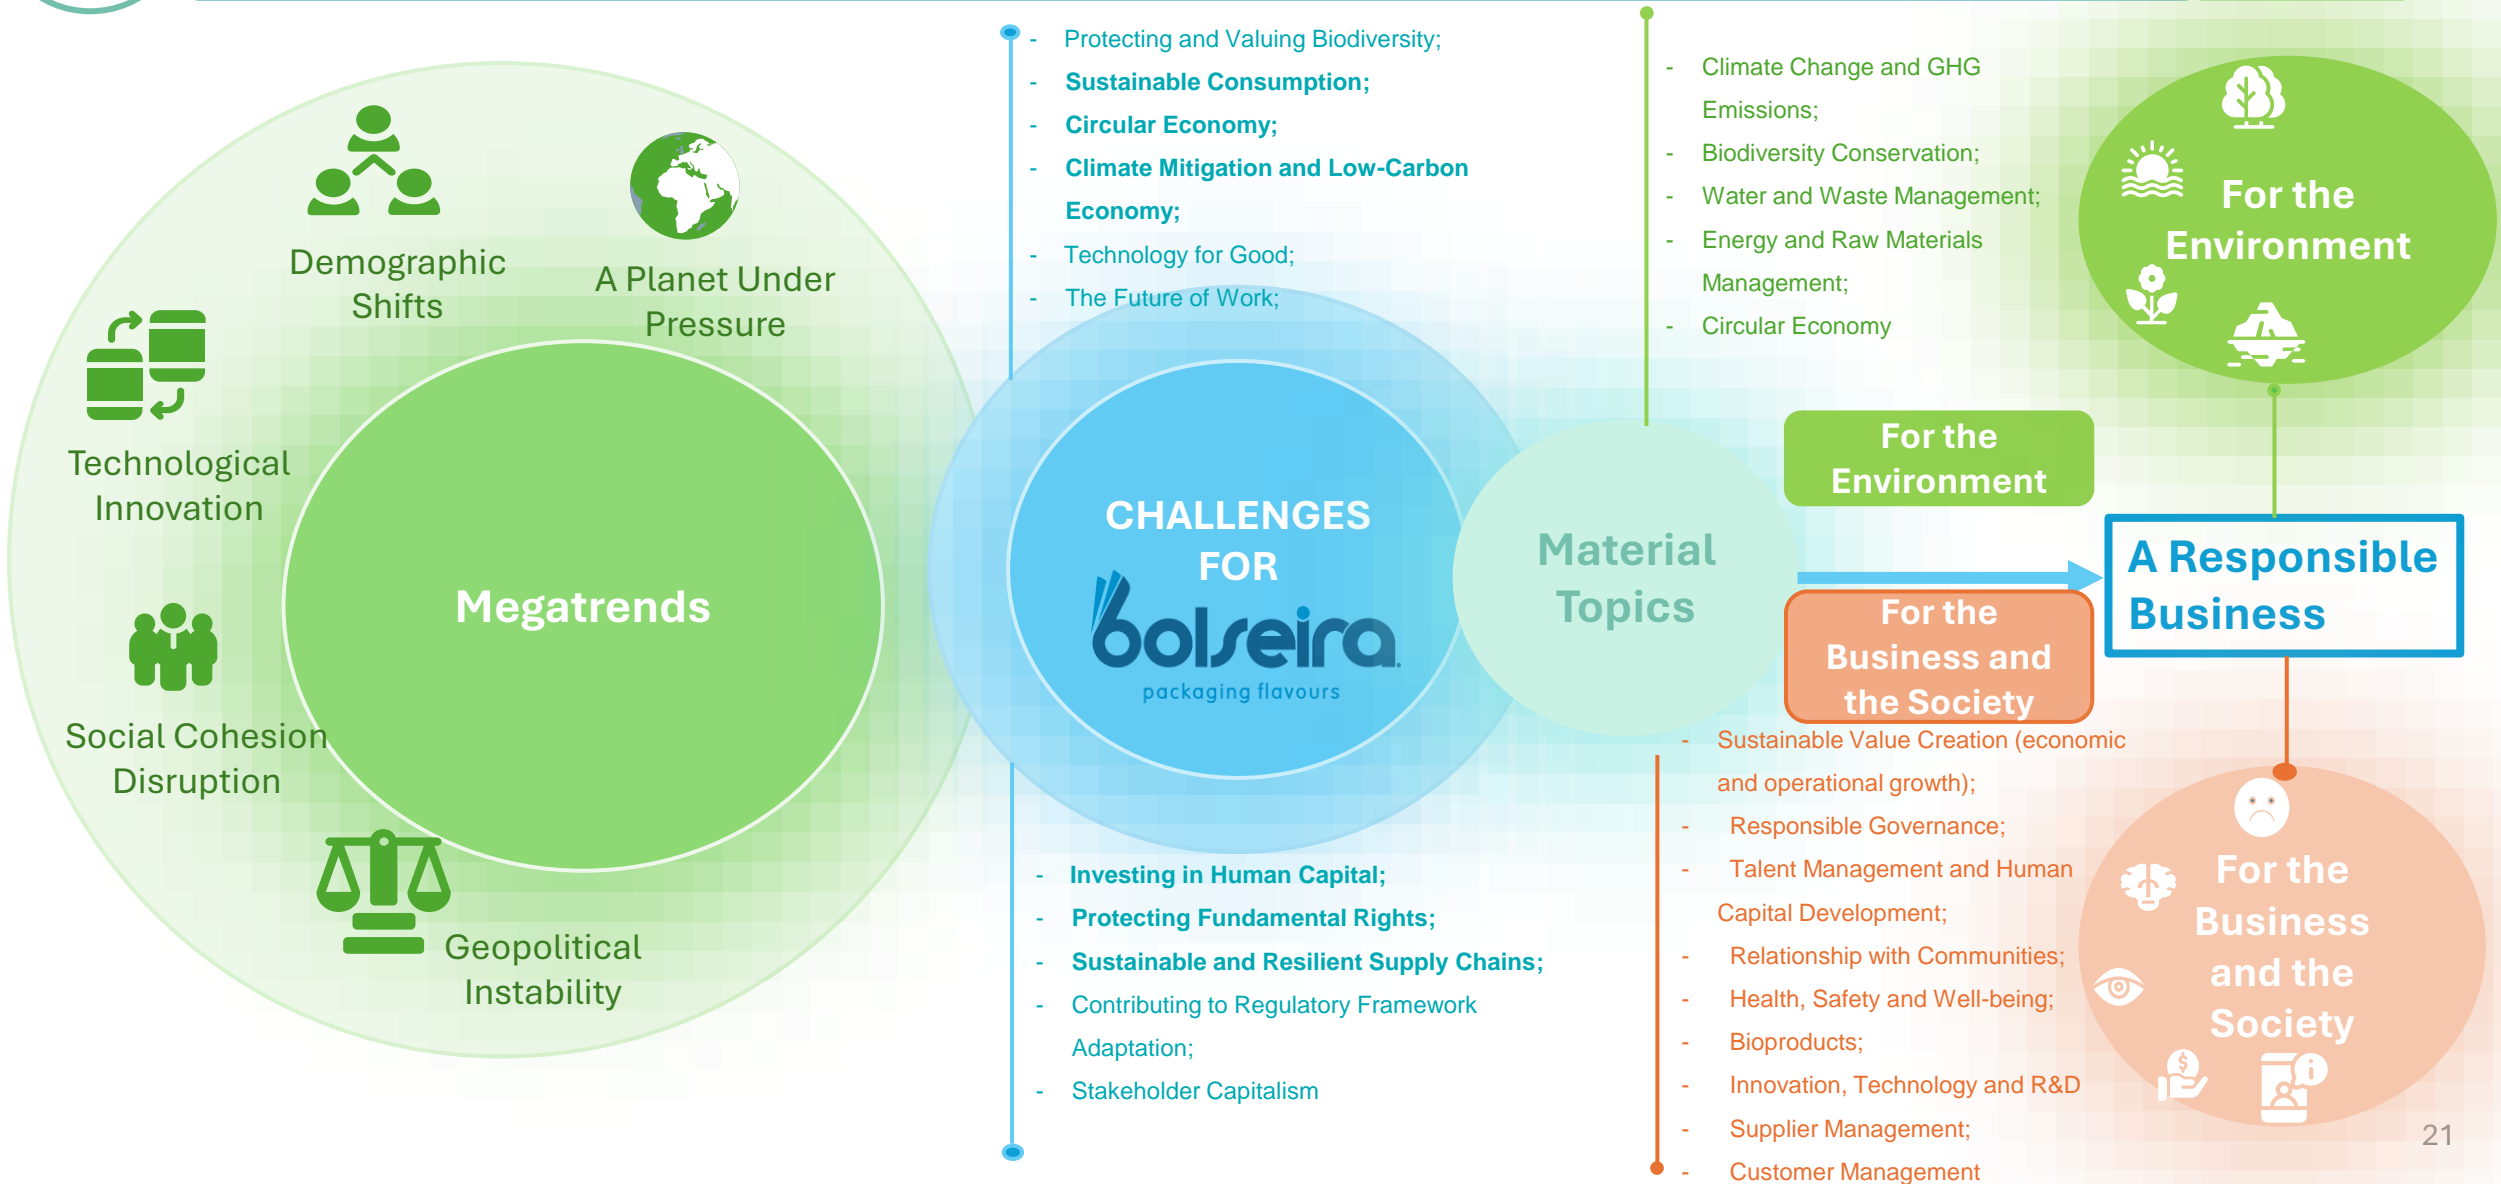 Demographic
Shifts
A Planet Under
Pressure
Technological
Innovation
Social Cohesion
Disruption
Geopolitical
Instability
Megatrends
- Protecting and Valuing Biodiversity;
- Sustainable Consumption;
- Circular Economy;
- Climate Mitigation and Low-Carbon
Economy;
- Technology for Good;
- The Future of Work;
CHALLENGES
FOR
bolseira.
packaging flavours
- Investing in Human Capital;
- Protecting Fundamental Rights;
- Sustainable and Resilient Supply Chains;
- Contributing to Regulatory Framework
Adaptation;
- Stakeholder Capitalism
Material
Topics
- Climate Change and GHG
Emissions;
- Biodiversity Conservation;
- Water and Waste Management;
- Energy and Raw Materials
Management;
- Circular Economy
For the
Environment
For the
Business and
the Society
- Sustainable Value Creation (economic
and operational growth);
- Responsible Governance;
- Talent Management and Human
Capital Development;
- Relationship with Communities;
- Health, Safety and Well-being;
- Bioproducts;
- Innovation, Technology and R&D
- Supplier Management;
- Customer Management
For the
Environment
A Responsible
Business
For the
Business
and the
Society
$
i
21